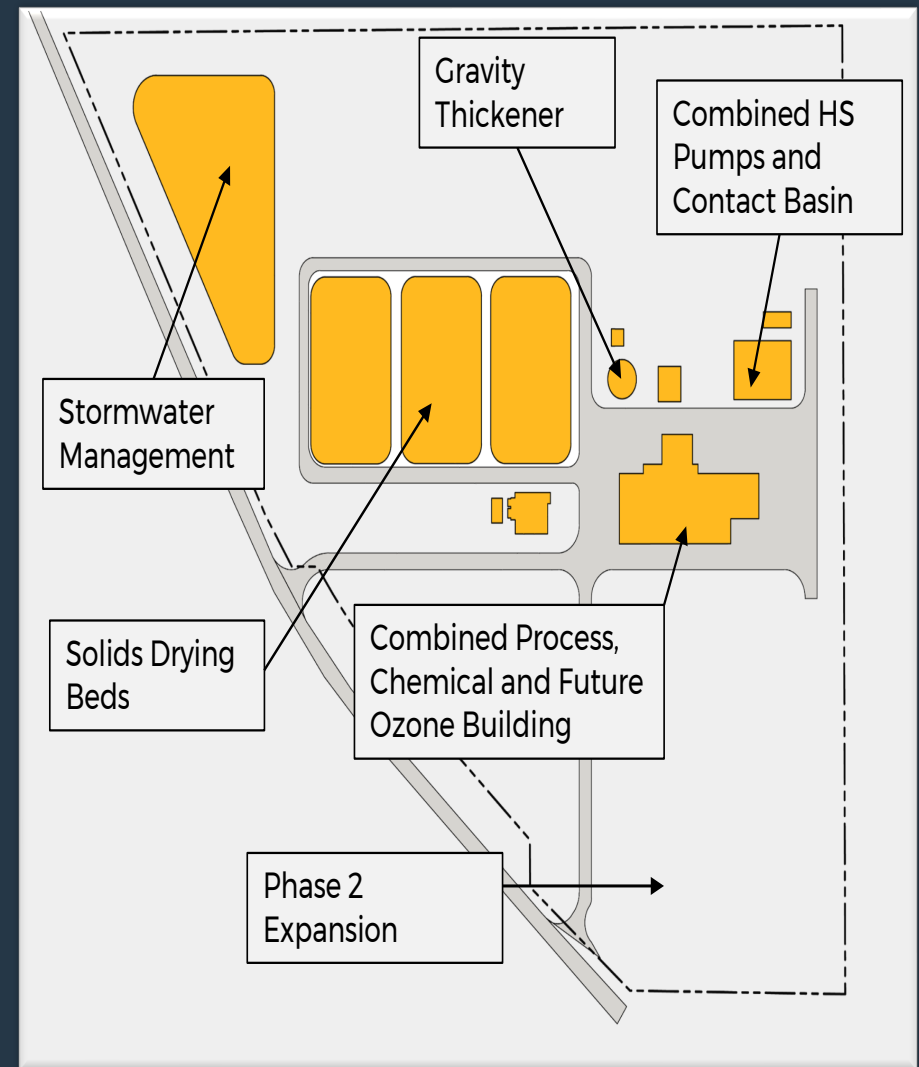 Gravity
Thickener
Combined HS
Pumps and
Contact Basin
Stormwater
Management
Solids Drying
Beds
Combined Process,
Chemical and Future
Ozone Building
Phase 2
Expansion